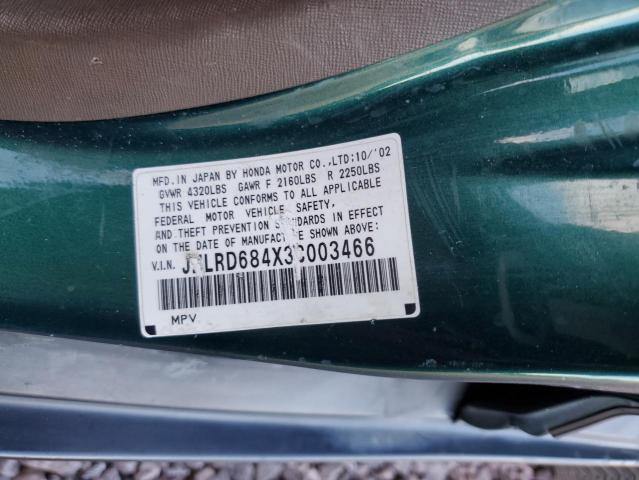 MFD.IN JAPAN BY HONDA MOTOR CO.,LTD:10/'02
GVWR 4320LBS GAWR F 2160LBS R 2250LBS
THIS VEHICLE CONFORMS TO ALL APPLICABLE
FEDERAL MOTOR VEHICLE SAFETY,
AND THEFT PREVENTION STANDARDS IN EFFECT
ON THE DATE OF MANUFACTURE SHOWN ABOVE:
V.I.N.
MPV